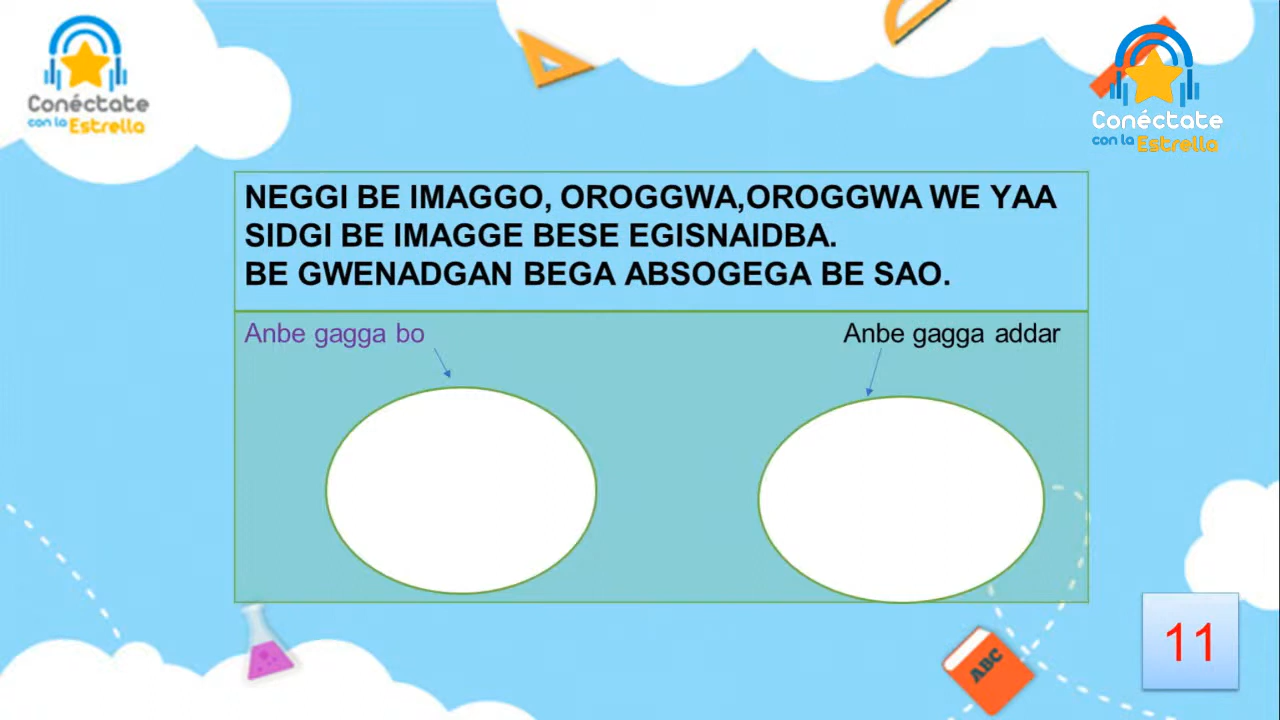 Conéctate
con la Estrella
Conéctate
con la Estrella
NEGGI BE IMAGGO, OROGGWA,OROGGWA WE YAA
SIDGI BE IMAGGE BESE EGISNAIDBA.
BE GWENADGAN BEGA ABSOGEGA BE SAO.
Anbe gagga bo
Anbe gagga addar
ABC
11